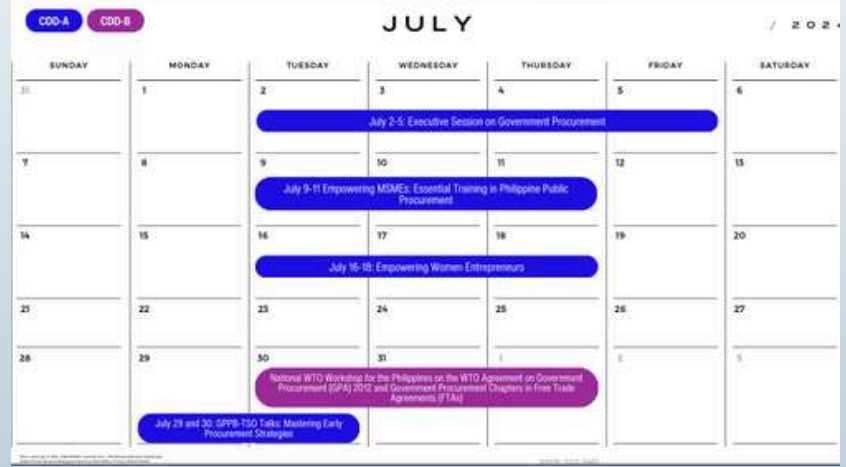 CDD-A CDD-B
JULY
/ 202
SUNDAY MONDAY TUESDAY WEDNESDAY THURSDAY FRIDAY SATURDAY
31 1 2 3 4 5 6
July 2-5: Executive Session on Government Procurement
7 8 9 10 11 12 13
July 9-11 Empowering MSMEs: Essential Training in Philippine Public
Procurement
14 15 16 17 18 19 20
July 16-18: Empowering Women Entrepreneurs
21 22 23 24 25 26 27
28 29 30 31 1 2 3
National WTO Workshop for the Philippines on the WTO Agreement on Government
Procurement (GPA) 2012 and Government Procurement Chapters in Free Trade
Agreements (FTAs)
July 29 and 30: GPPB-TSO Talks: Mastering Early
Procurement Strategies